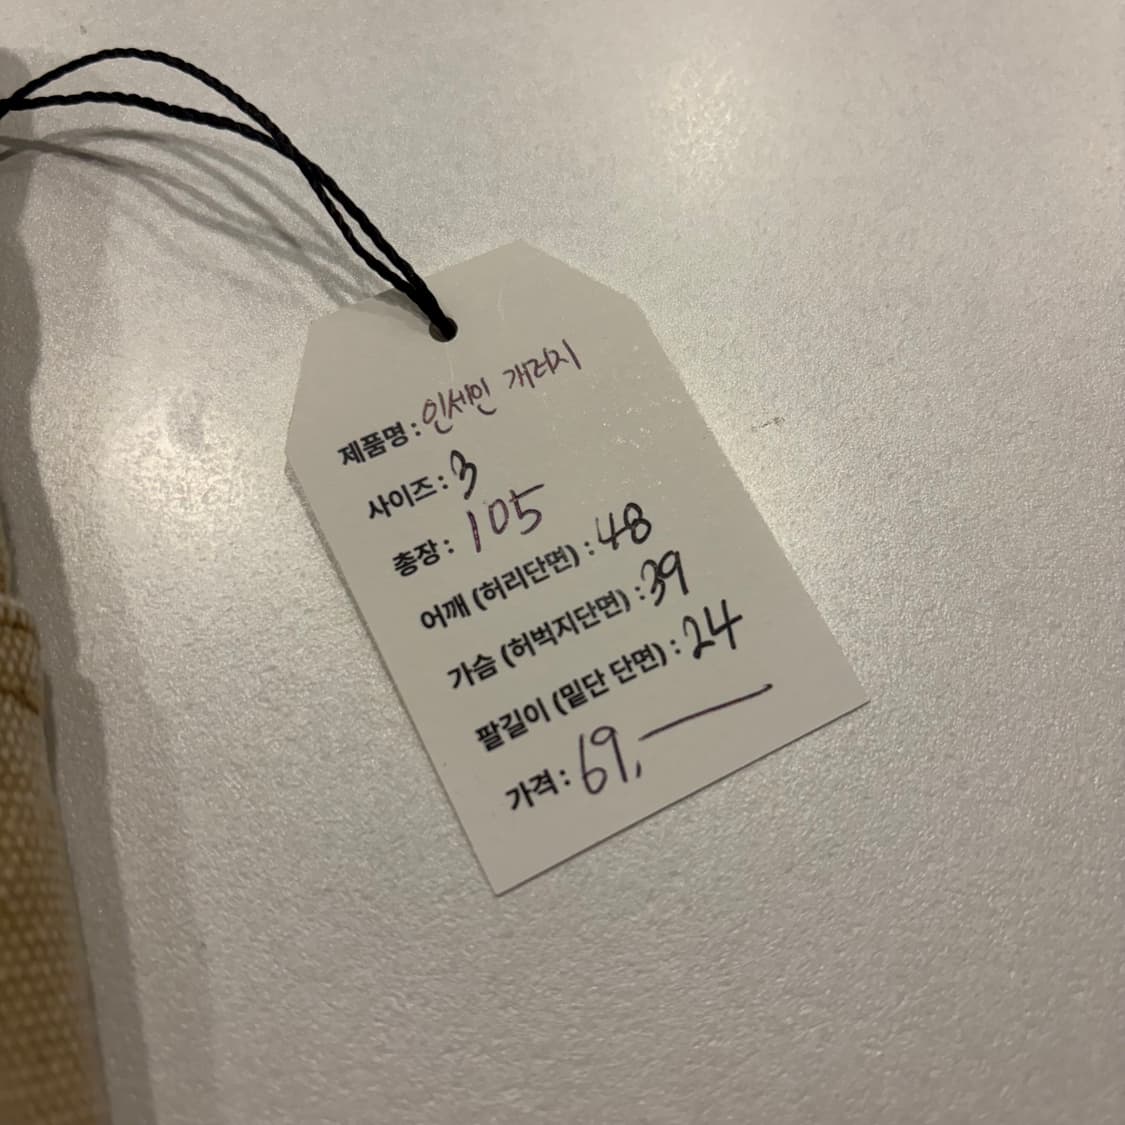 제품명 : 인세인 개러지
사이즈 : 3
총장 : 105
어깨 (허리단면) : 48
가슴 (허벅지단면) : 39
팔길이 (밑단 단면) : 24
가격 : 69,—